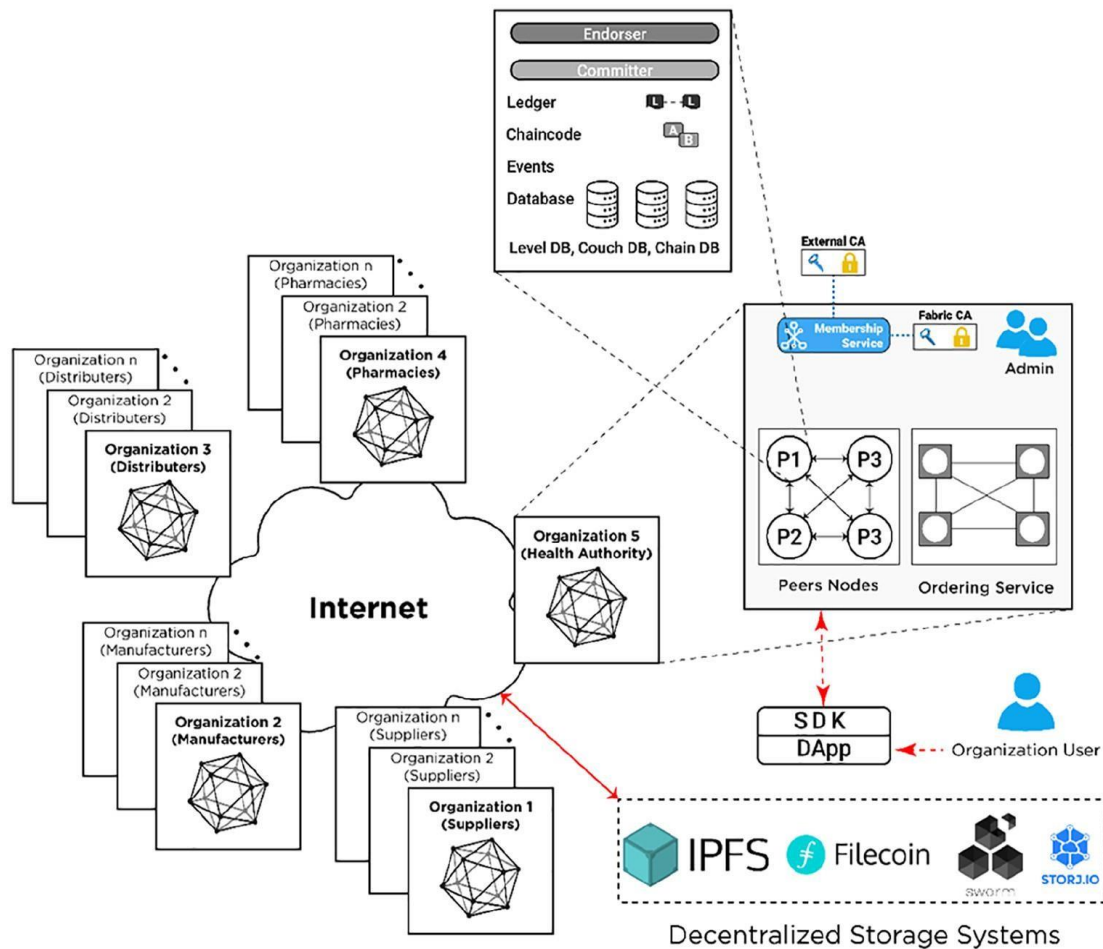 Endorser
Committer
Ledger
L
L
Chaincode
A
B
Events
Database
Level DB, Couch DB, Chain DB
External CA
Membership
Service
Fabric CA
Admin
P1
P3
P2
P3
Peers Nodes
Ordering Service
Organization n
(Pharmacies)
Organization 2
(Pharmacies)
Organization 4
(Pharmacies)
Organization n
(Distributers)
Organization 2
(Distributers)
Organization 3
(Distributers)
Internet
Organization 5
(Health Authority)
Organization n
(Manufacturers)
Organization 2
(Manufacturers)
Organization 2
(Manufacturers)
Organization n
(Suppliers)
Organization 2
(Suppliers)
Organization 1
(Suppliers)
SDK
DApp
Organization User
IPFS
Filecoin
swarm
STORJ.IO
Decentralized Storage Systems